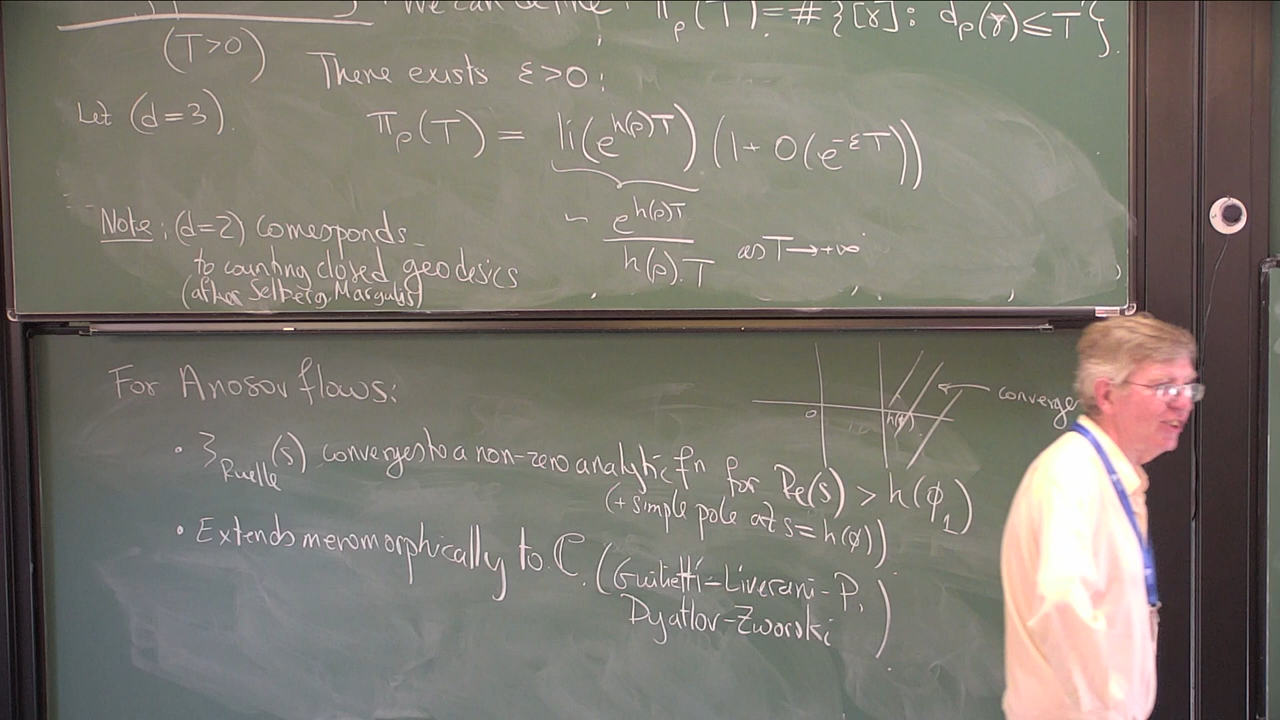 We can define: π_ρ(T) = #{[γ]: d_ρ(γ) ≤ T}.
(T>0)
There exists ε>0:
Let (d=3).
π_ρ(T) = li(e^{h(ρ)T}) (1+ O(e^{-εT}))
~ e^{h(ρ)T} / h(ρ).T as T→+∞
Note: (d=2) corresponds
to counting closed geodesics
(after Selberg, Margulis)
For Anosov flows:
0 h(φ) converge
• ζ_Ruelle(s) converges to a non-zero analytic fn for Re(s) > h(φ_1)
(+ simple pole at s=h(φ))
• Extends meromorphically to ℂ. (Guilietti-Liverani-P,
Dyatlov-Zworski)